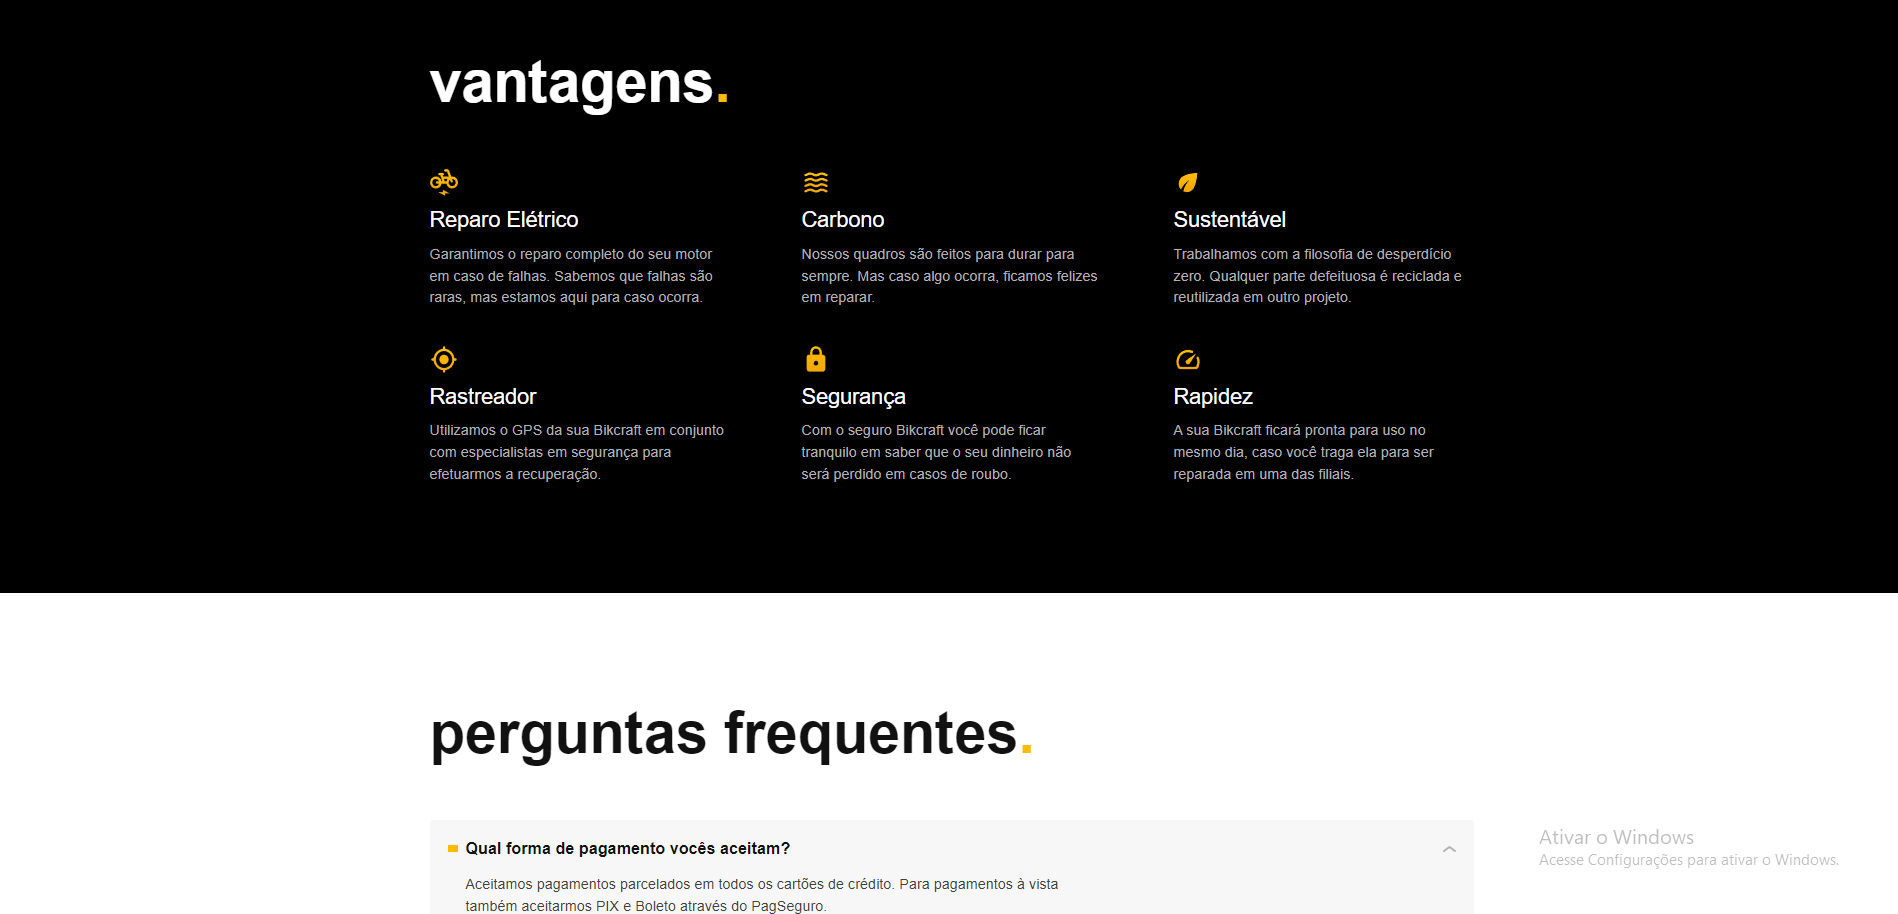 vantagens.
Reparo Elétrico
Garantimos o reparo completo do seu motor
em caso de falhas. Sabemos que falhas são
raras, mas estamos aqui para caso ocorra.
Carbono
Nossos quadros são feitos para durar para
sempre. Mas caso algo ocorra, ficamos felizes
em reparar.
Sustentável
Trabalhamos com a filosofia de desperdício
zero. Qualquer parte defeituosa é reciclada e
reutilizada em outro projeto.
Rastreador
Utilizamos o GPS da sua Bikcraft em conjunto
com especialistas em segurança para
efetuarmos a recuperação.
Segurança
Com o seguro Bikcraft você pode ficar
tranquilo em saber que o seu dinheiro não
será perdido em casos de roubo.
Rapidez
A sua Bikcraft ficará pronta para uso no
mesmo dia, caso você traga ela para ser
reparada em uma das filiais.
perguntas frequentes.
Qual forma de pagamento vocês aceitam?
Aceitamos pagamentos parcelados em todos os cartões de crédito. Para pagamentos à vista
também aceitarmos PIX e Boleto através do PagSeguro.
Ativar o Windows
Acesse Configurações para ativar o Windows.